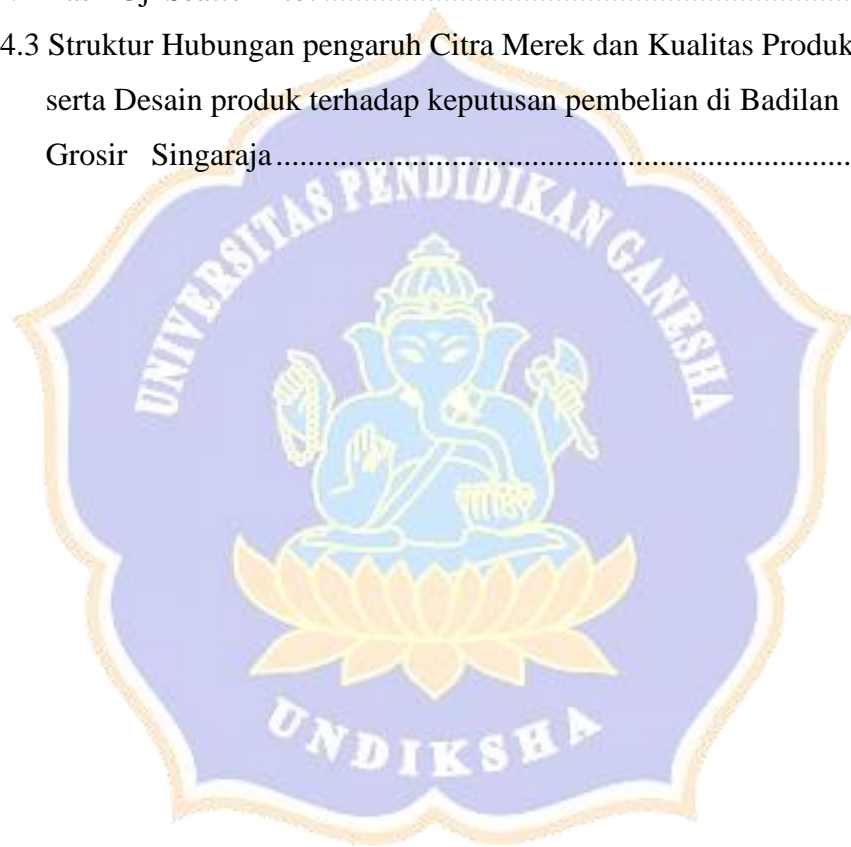 4.3 Struktur Hubungan pengaruh Citra Merek dan Kualitas Produk
serta Desain produk terhadap keputusan pembelian di Badilan
Grosir Singaraja................................................................................
UNIVERSITAS PENDIDIKAN GANESHA
UNDIKSHA